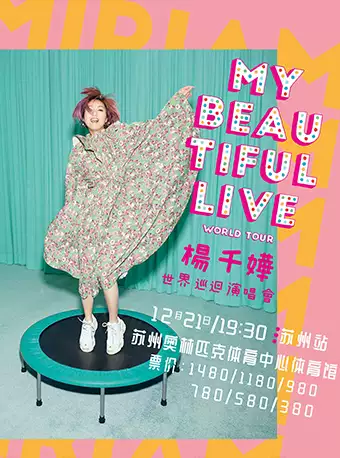 MIRIAM
MY
BEAU
TIFUL
LIVE
WORLD TOUR
楊千嬅
世界巡迴演唱會
12月21日/19:30 苏州站
苏州奥林匹克体育中心体育馆
票价:1480/1180/980
780/580/380
MIRIAM